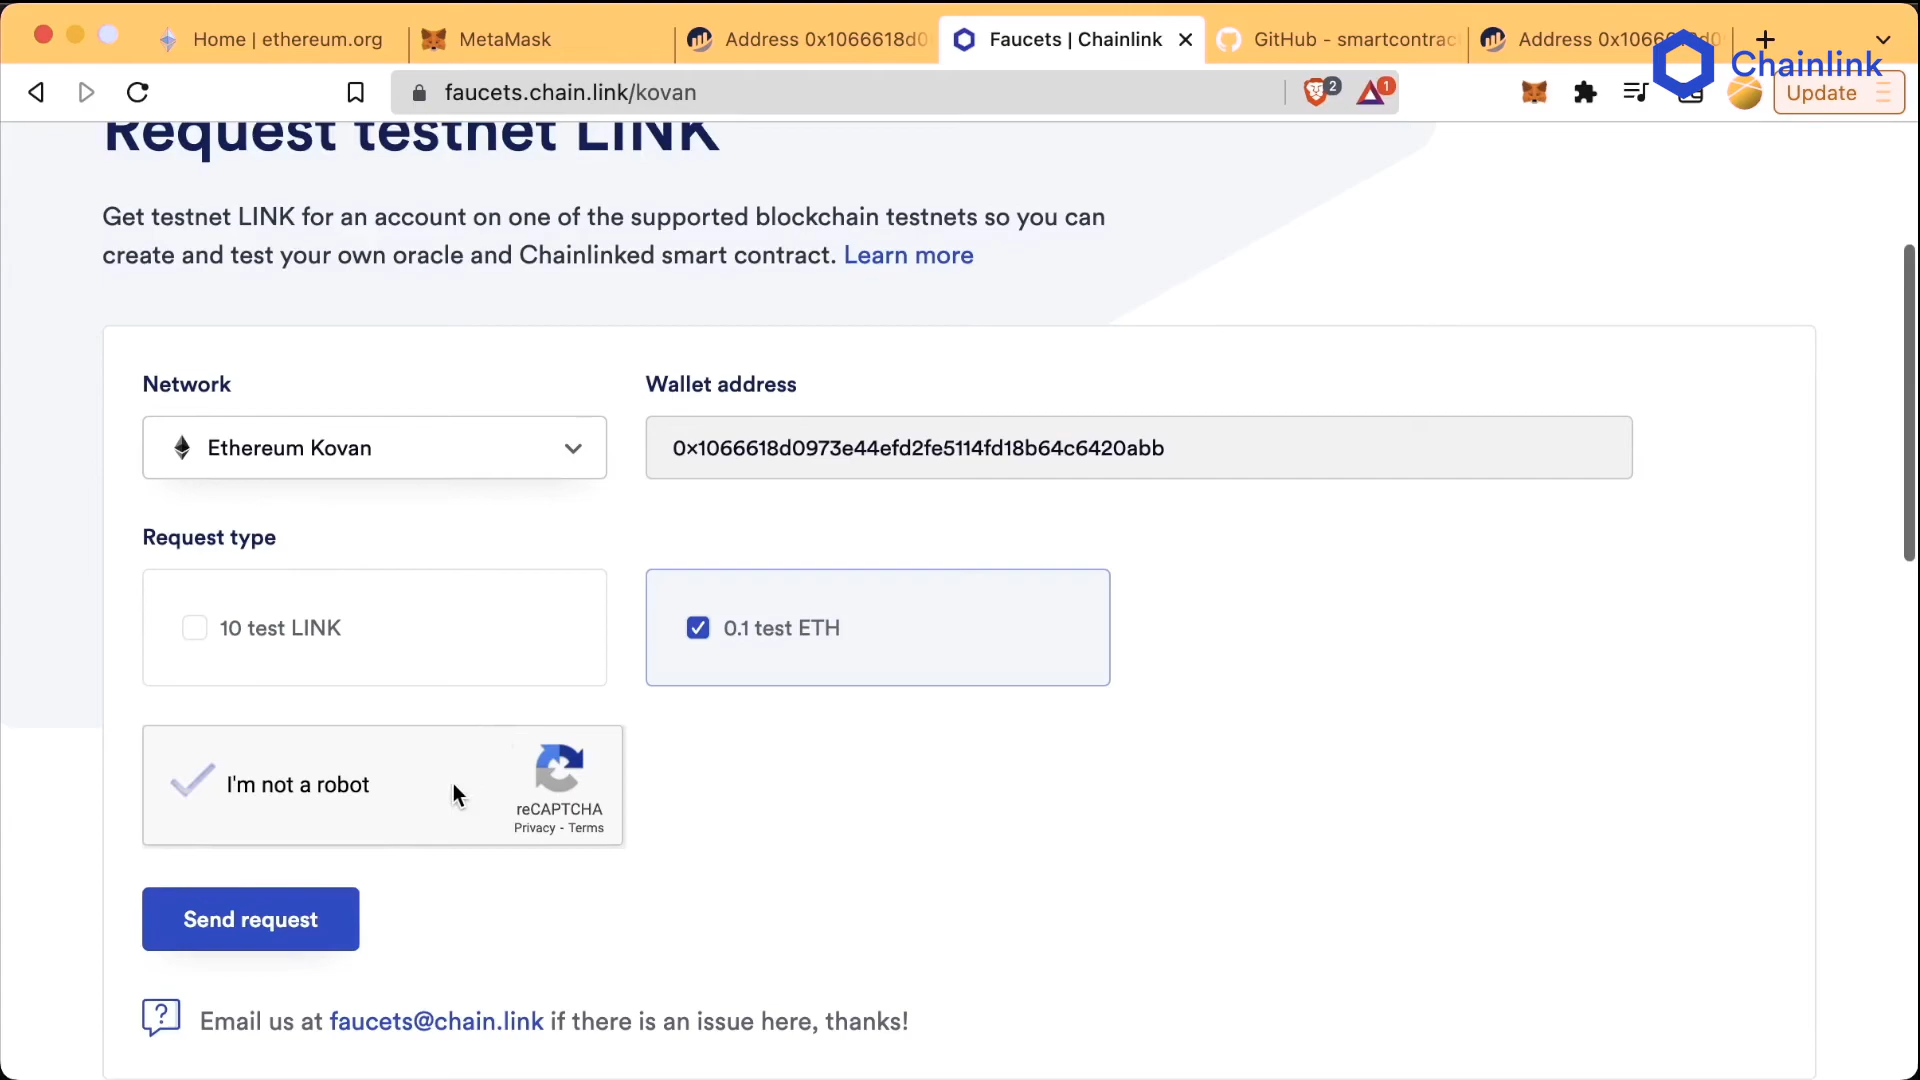 Home | ethereum.org
MetaMask
Address 0x1066618d0
Faucets | Chainlink
GitHub - smartcontrac
Address 0x1066
Chainlink
faucets.chain.link/kovan
2
1
Update
Request testnet LINK
Get testnet LINK for an account on one of the supported blockchain testnets so you can
create and test your own oracle and Chainlinked smart contract. Learn more
Network
Wallet address
Ethereum Kovan
0x1066618d0973e44efd2fe5114fd18b64c6420abb
Request type
10 test LINK
0.1 test ETH
I'm not a robot
reCAPTCHA
Privacy - Terms
Send request
Email us at faucets@chain.link if there is an issue here, thanks!